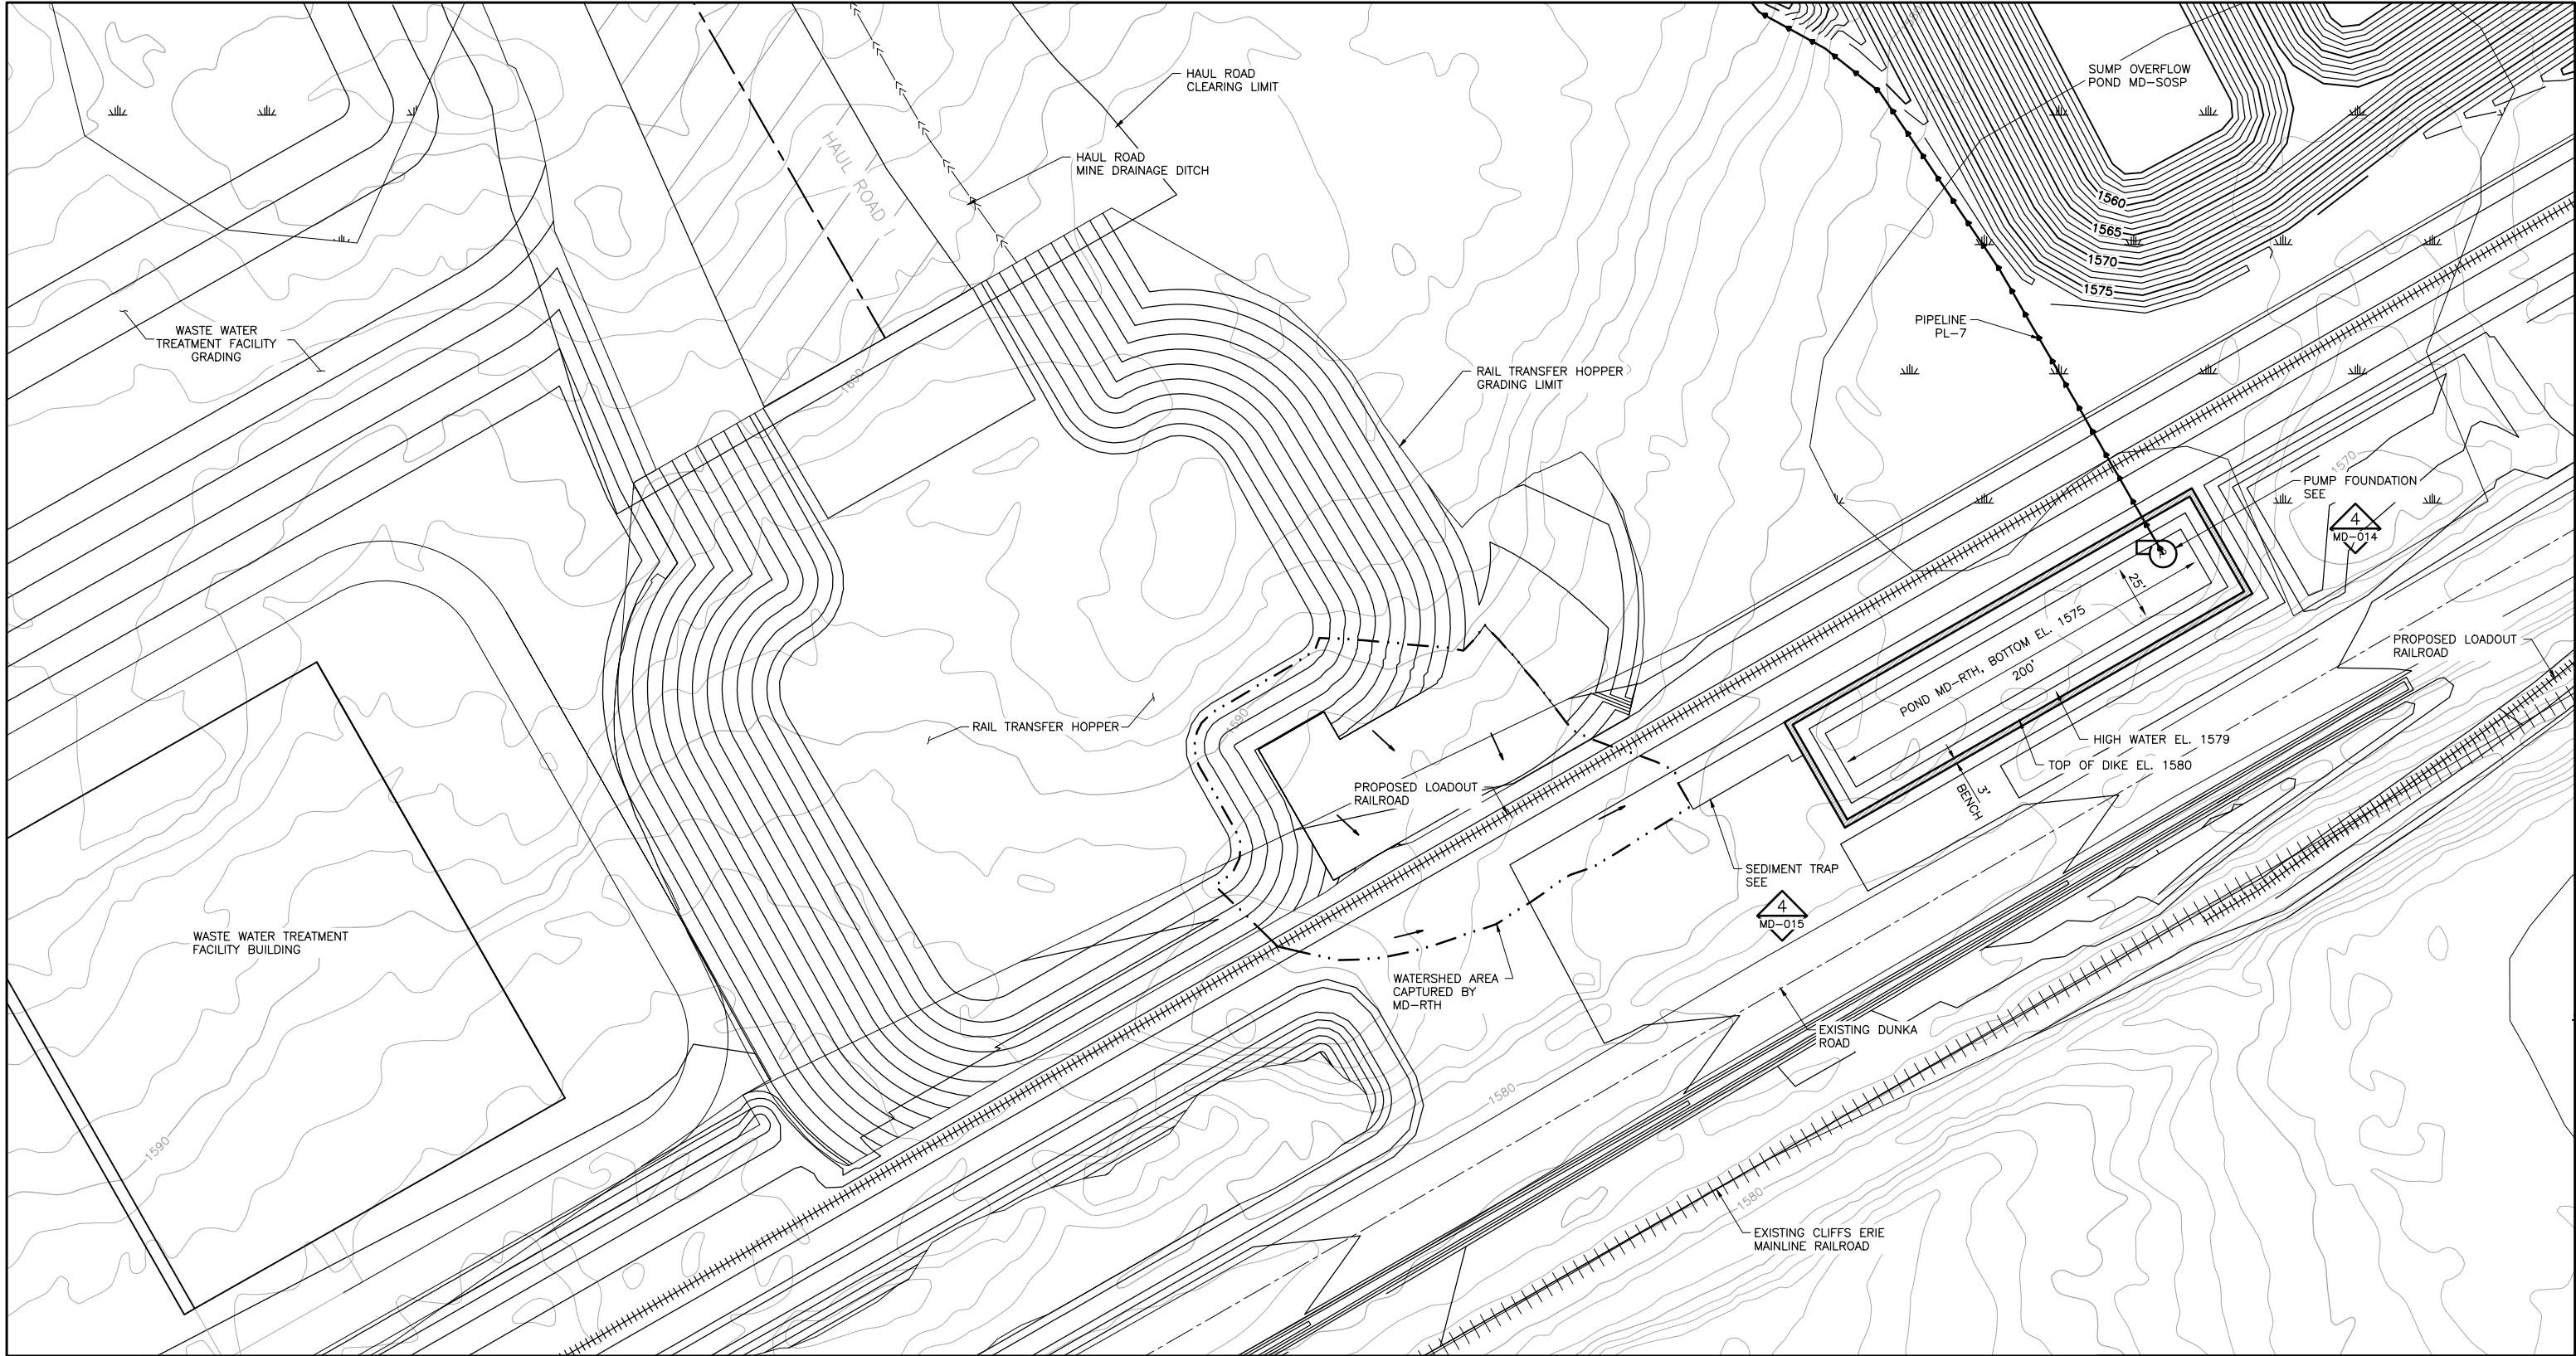 HAUL ROAD
CLEARING LIMIT
HAUL ROAD
MINE DRAINAGE DITCH
HAUL ROAD
SUMP OVERFLOW
POND MD-SOSP
1560
1565
1570
1575
WASTE WATER
TREATMENT FACILITY
GRADING
PIPELINE
PL-7
RAIL TRANSFER HOPPER
GRADING LIMIT
1600
1570
PUMP FOUNDATION
SEE
4
MD-014
P
25'
POND MD-RTH, BOTTOM EL. 1575
200'
PROPOSED LOADOUT
RAILROAD
RAIL TRANSFER HOPPER
1590
HIGH WATER EL. 1579
TOP OF DIKE EL. 1580
3'
BENCH
PROPOSED LOADOUT
RAILROAD
SEDIMENT TRAP
SEE
4
MD-015
WASTE WATER TREATMENT
FACILITY BUILDING
WATERSHED AREA
CAPTURED BY
MD-RTH
EXISTING DUNKA
ROAD
1580
1590
1580
EXISTING CLIFFS ERIE
MAINLINE RAILROAD